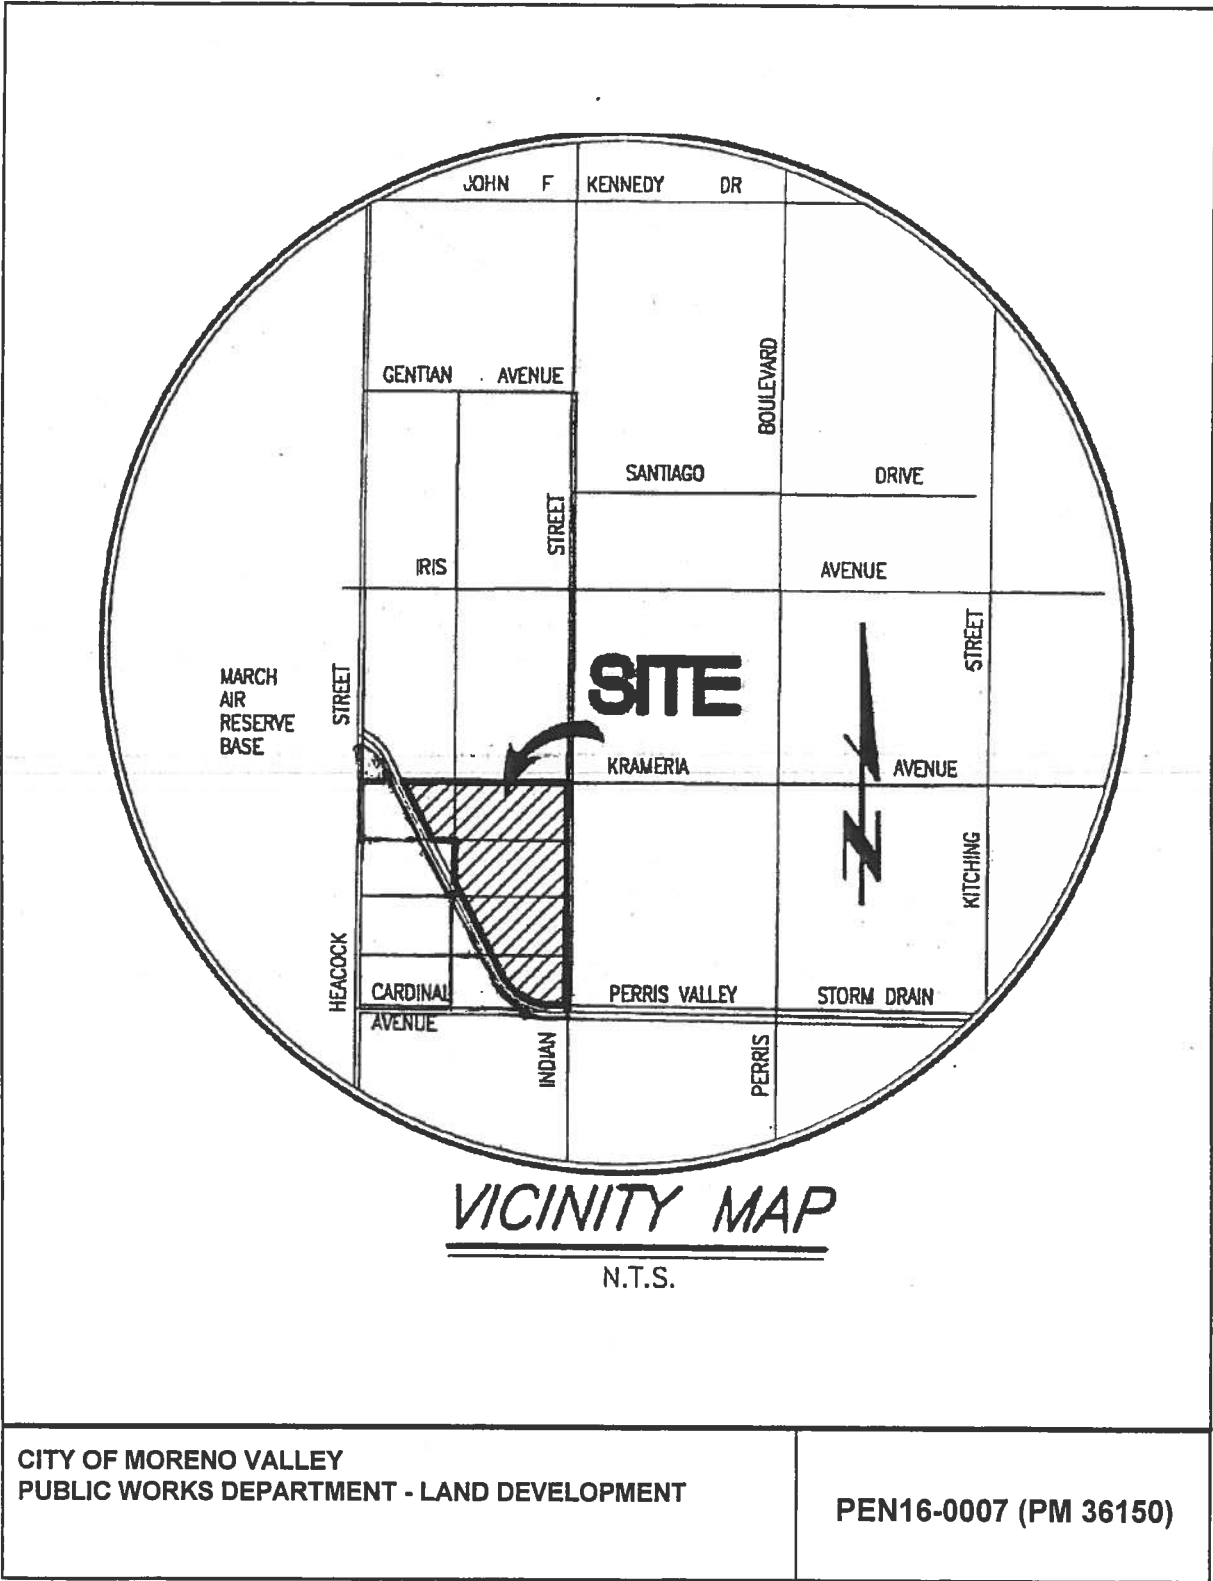 JOHN F KENNEDY DR
BOULEVARD
GENTIAN AVENUE
SANTIAGO DRIVE
STREET
IRIS AVENUE
STREET
SITE
MARCH
AIR
RESERVE
BASE
STREET
KRAMERIA AVENUE
N
KITCHING
HEACOCK
CARDINAL
AVENUE
PERRIS VALLEY STORM DRAIN
INDIAN
PERRIS
VICINITY MAP
N.T.S.
CITY OF MORENO VALLEY
PUBLIC WORKS DEPARTMENT - LAND DEVELOPMENT
PEN16-0007 (PM 36150)